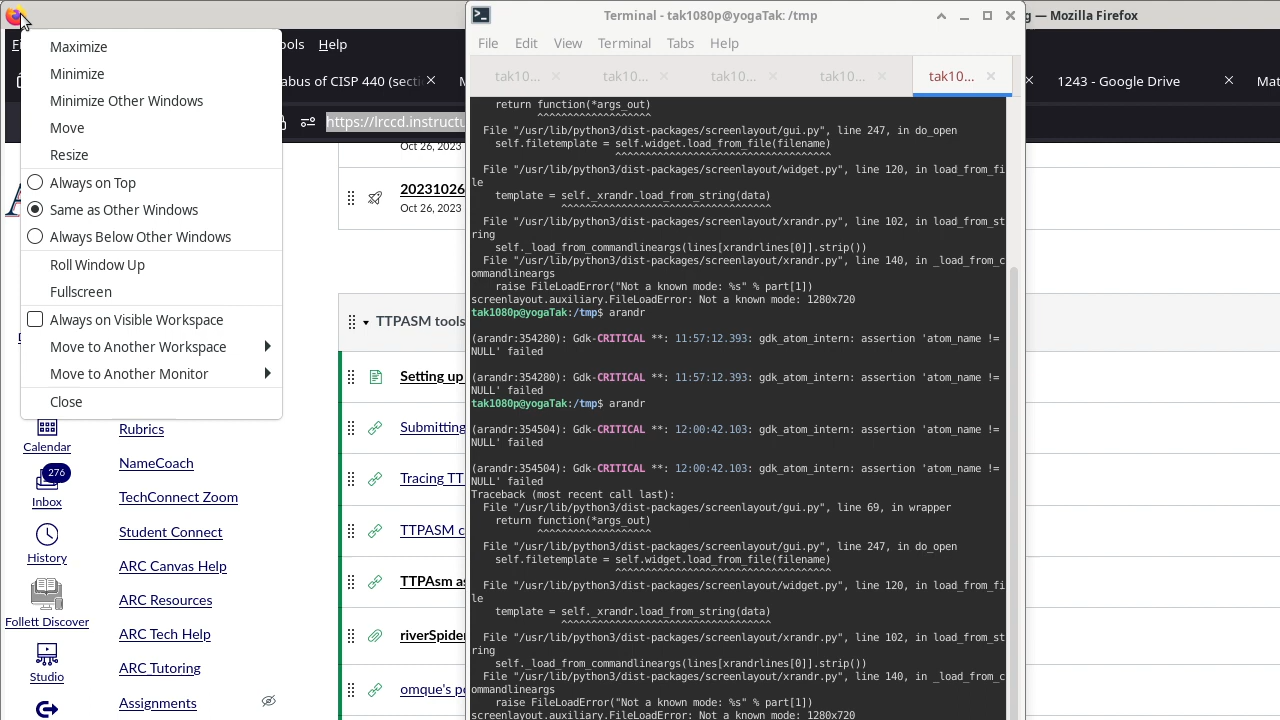 g — Mozilla Firefox
Help
abus of CISP 440 (secti
1243 - Google Drive
https://lrccd.instructu
Maximize
Minimize
Minimize Other Windows
Move
Resize
Always on Top
Same as Other Windows
Always Below Other Windows
Roll Window Up
Fullscreen
Always on Visible Workspace
Move to Another Workspace
Move to Another Monitor
Close
Oct 26, 2023
20231026
Oct 26, 2023
TTPASM tools
Setting up
Submitting
Tracing TT
TTPASM c
TTPAsm as
riverSpider
omque's po
Calendar
276
Inbox
History
Follett Discover
Studio
Rubrics
NameCoach
TechConnect Zoom
Student Connect
ARC Canvas Help
ARC Resources
ARC Tech Help
ARC Tutoring
Assignments
Terminal - tak1080p@yogaTak: /tmp
File Edit View Terminal Tabs Help
tak10... tak10... tak10... tak10... tak10...
return function(*args_out)
^^^^^^^^^^^^^^^^^^^
File "/usr/lib/python3/dist-packages/screenlayout/gui.py", line 247, in do_open
self.filetemplate = self.widget.load_from_file(filename)
^^^^^^^^^^^^^^^^^^^^^^^^^^^^^^^^^^^^
File "/usr/lib/python3/dist-packages/screenlayout/widget.py", line 120, in load_from_fi
le
template = self._xrandr.load_from_string(data)
^^^^^^^^^^^^^^^^^^^^^^^^^^^^^^^^^^^
File "/usr/lib/python3/dist-packages/screenlayout/xrandr.py", line 102, in load_from_st
ring
self._load_from_commandlineargs(lines[xrandrlines[0]].strip())
File "/usr/lib/python3/dist-packages/screenlayout/xrandr.py", line 140, in _load_from_c
ommandlineargs
raise FileLoadError("Not a known mode: %s" % part[1])
screenlayout.auxiliary.FileLoadError: Not a known mode: 1280x720
tak1080p@yogaTak:/tmp$ arandr
(arandr:354280): Gdk-CRITICAL **: 11:57:12.393: gdk_atom_intern: assertion 'atom_name !=
NULL' failed
(arandr:354280): Gdk-CRITICAL **: 11:57:12.393: gdk_atom_intern: assertion 'atom_name !=
NULL' failed
tak1080p@yogaTak:/tmp$ arandr
(arandr:354504): Gdk-CRITICAL **: 12:00:42.103: gdk_atom_intern: assertion 'atom_name !=
NULL' failed
(arandr:354504): Gdk-CRITICAL **: 12:00:42.103: gdk_atom_intern: assertion 'atom_name !=
NULL' failed
Traceback (most recent call last):
File "/usr/lib/python3/dist-packages/screenlayout/gui.py", line 69, in wrapper
return function(*args_out)
^^^^^^^^^^^^^^^^^^^
File "/usr/lib/python3/dist-packages/screenlayout/gui.py", line 247, in do_open
self.filetemplate = self.widget.load_from_file(filename)
^^^^^^^^^^^^^^^^^^^^^^^^^^^^^^^^^^^^
File "/usr/lib/python3/dist-packages/screenlayout/widget.py", line 120, in load_from_fi
le
template = self._xrandr.load_from_string(data)
^^^^^^^^^^^^^^^^^^^^^^^^^^^^^^^^^^^
File "/usr/lib/python3/dist-packages/screenlayout/xrandr.py", line 102, in load_from_st
ring
self._load_from_commandlineargs(lines[xrandrlines[0]].strip())
File "/usr/lib/python3/dist-packages/screenlayout/xrandr.py", line 140, in _load_from_c
ommandlineargs
raise FileLoadError("Not a known mode: %s" % part[1])
screenlayout.auxiliary.FileLoadError: Not a known mode: 1280x720